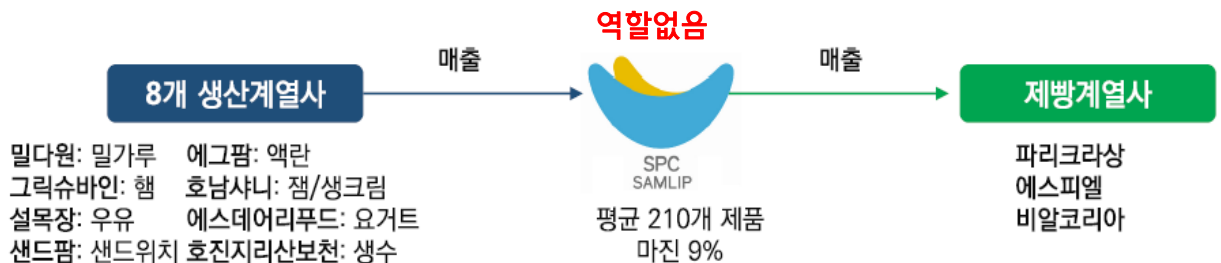 역할없음
매출
매출
8개 생산계열사
제빵계열사
밀다원: 밀가루 에그팜: 액란
그릭슈바인: 햄 호남샤니: 잼/생크림
설목장: 우유 에스데어리푸드: 요거트
샌드팜: 샌드위치 호진지리산보천: 생수
SPC
SAMLIP
평균 210개 제품
마진 9%
파리크라상
에스피엘
비알코리아